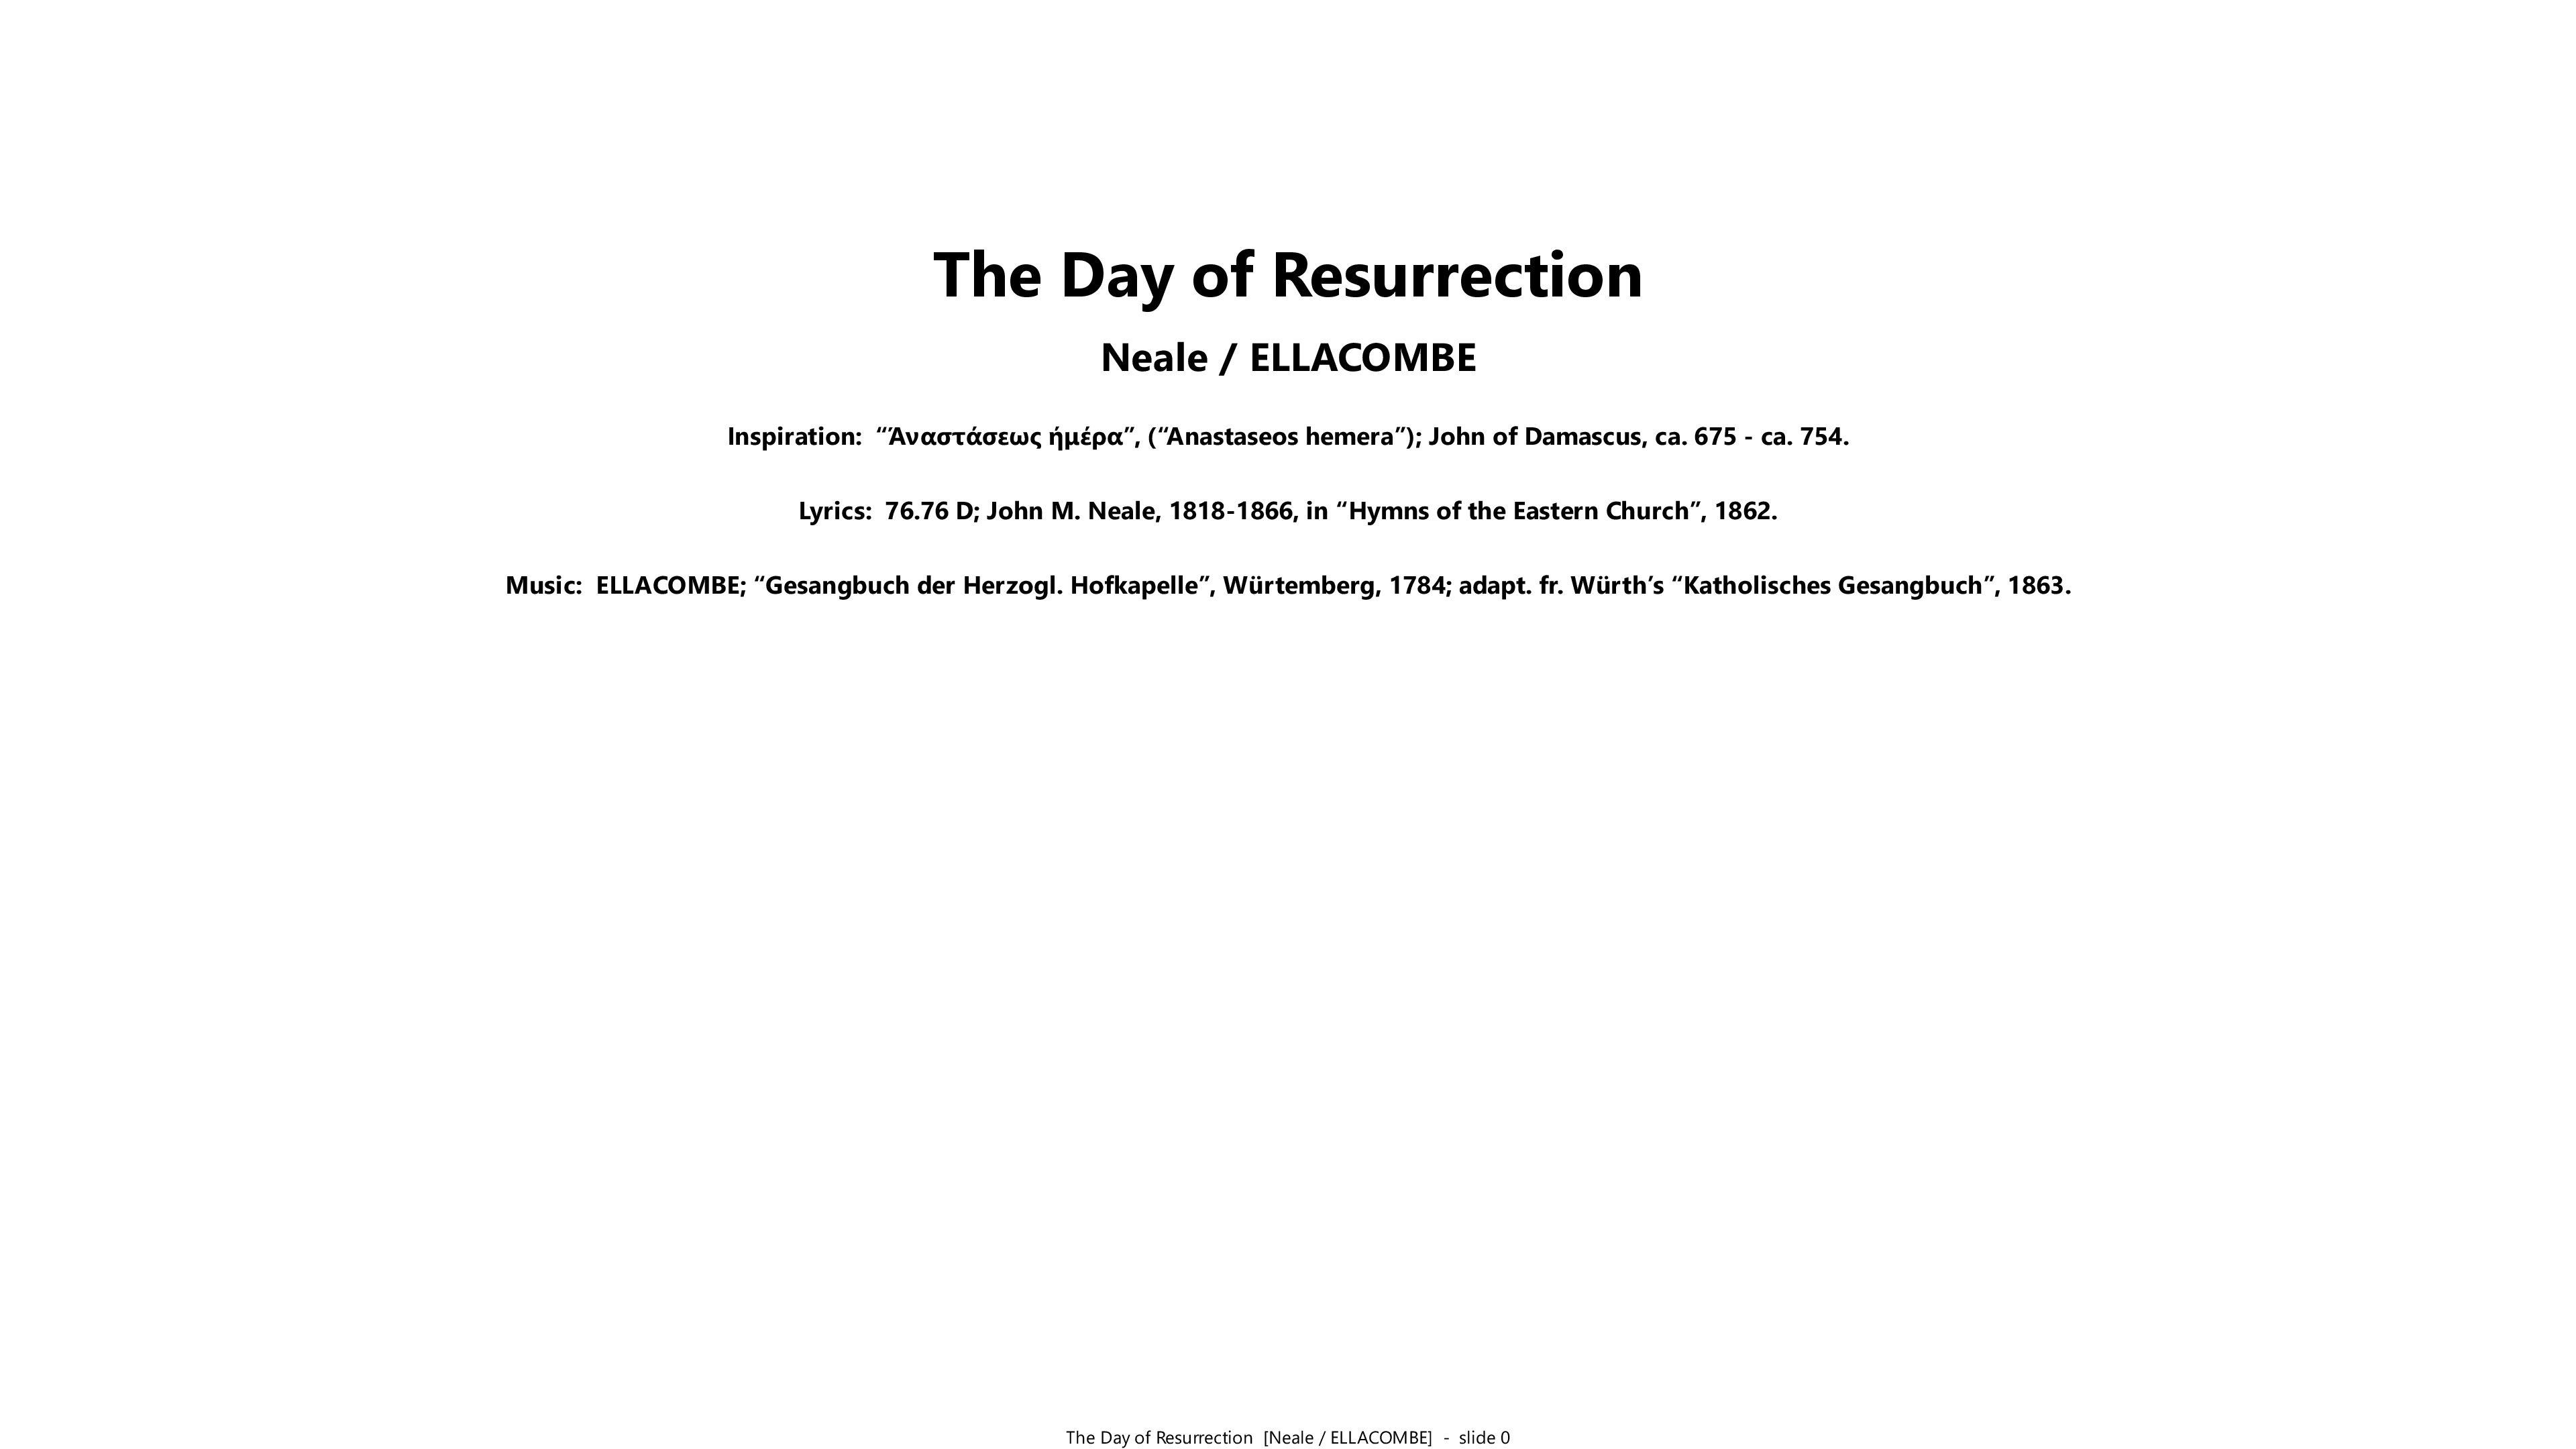 The Day of Resurrection
Neale / ELLACOMBE
Inspiration:  “Ἀναστάσεως ἡμέρα”, (“Anastaseos hemera”); John of Damascus, ca. 675 - ca. 754.
Lyrics:  76.76 D; John M. Neale, 1818-1866, in “Hymns of the Eastern Church”, 1862.
Music:  ELLACOMBE; “Gesangbuch der Herzogl. Hofkapelle”, Würtemberg, 1784; adapt. fr. Würth’s “Katholisches Gesangbuch”, 1863.
The Day of Resurrection  [Neale / ELLACOMBE]  -  slide 0